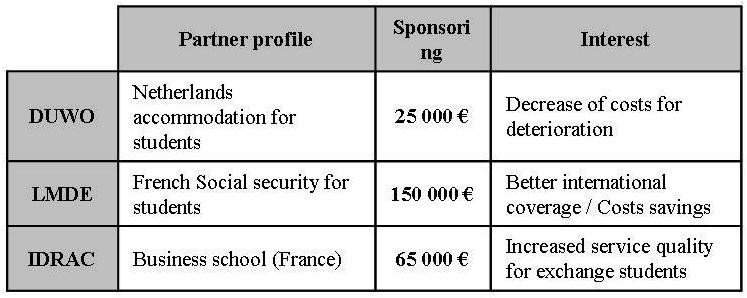 Partner profile
Sponsori
ng
Interest
DUWO
Netherlands
accommodation for
students
25 000 €
Decrease of costs for
deterioration
LMDE
French Social security for
students
150 000 €
Better international
coverage / Costs savings
IDRAC
Business school (France)
65 000 €
Increased service quality
for exchange students